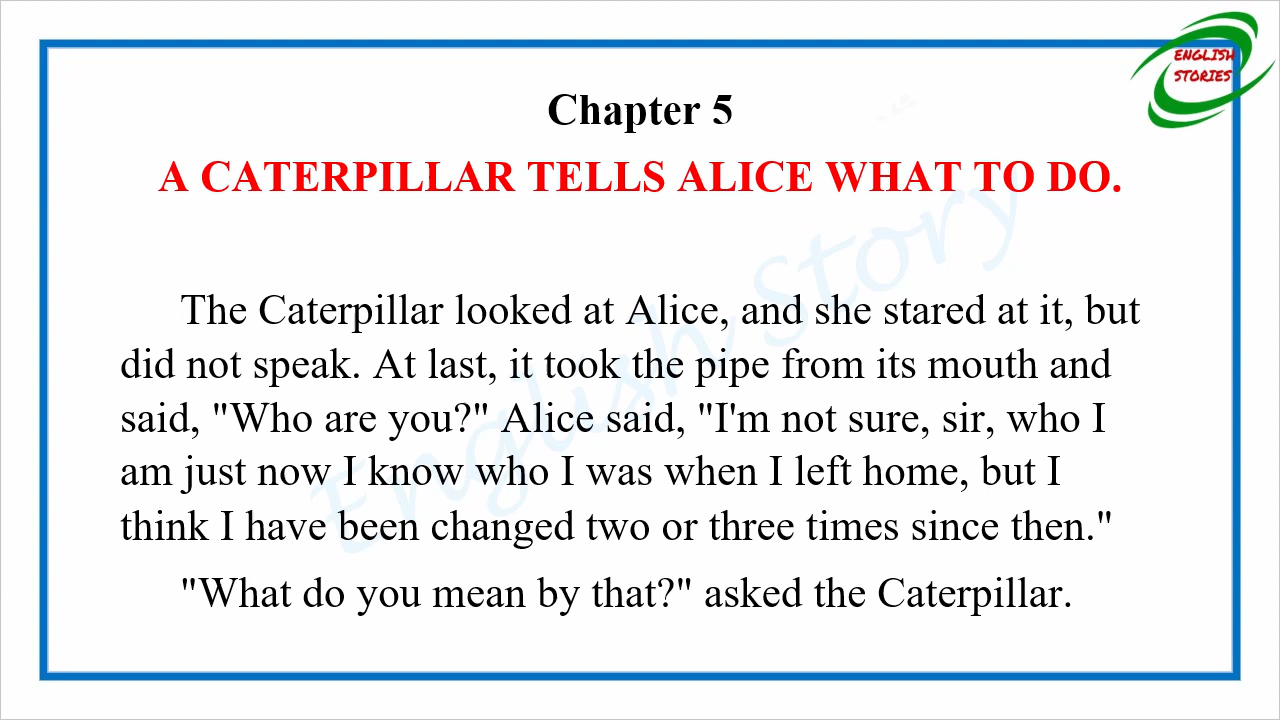 ENGLISH
STORIES
Chapter 5
A CATERPILLAR TELLS ALICE WHAT TO DO.
The Caterpillar looked at Alice, and she stared at it, but
did not speak. At last, it took the pipe from its mouth and
said, "Who are you?" Alice said, "I'm not sure, sir, who I
am just now I know who I was when I left home, but I
think I have been changed two or three times since then."
"What do you mean by that?" asked the Caterpillar.
English Story